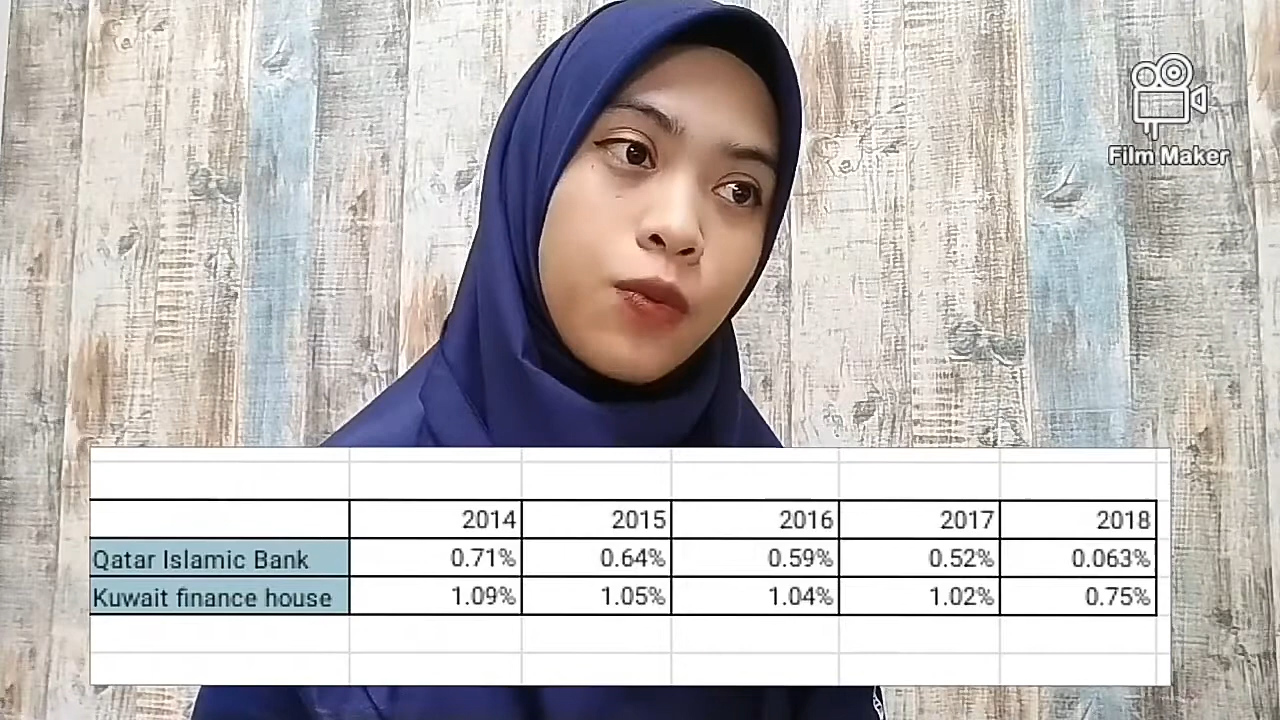 Film Maker
2014 2015 2016 2017 2018
Qatar Islamic Bank 0.71% 0.64% 0.59% 0.52% 0.063%
Kuwait finance house 1.09% 1.05% 1.04% 1.02% 0.75%